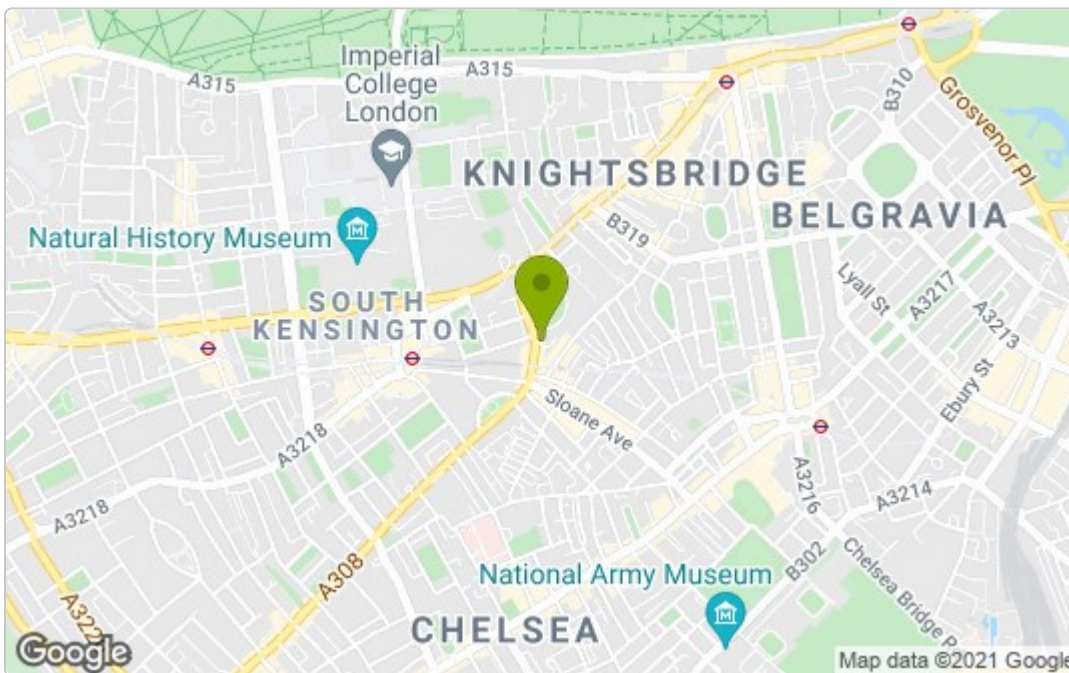 A315
Imperial
College
London
A315
B310
Grosvenor Pl
KNIGHTSBRIDGE
BELGRAVIA
B319
Natural History Museum
SOUTH
KENSINGTON
Lyall St
A3217
A3213
Ebury St
Sloane Ave
A3218
A3218
A3216
A3214
A308
B302
Chelsea Bridge R
National Army Museum
CHELSEA
A322
Google
Map data ©2021 Google